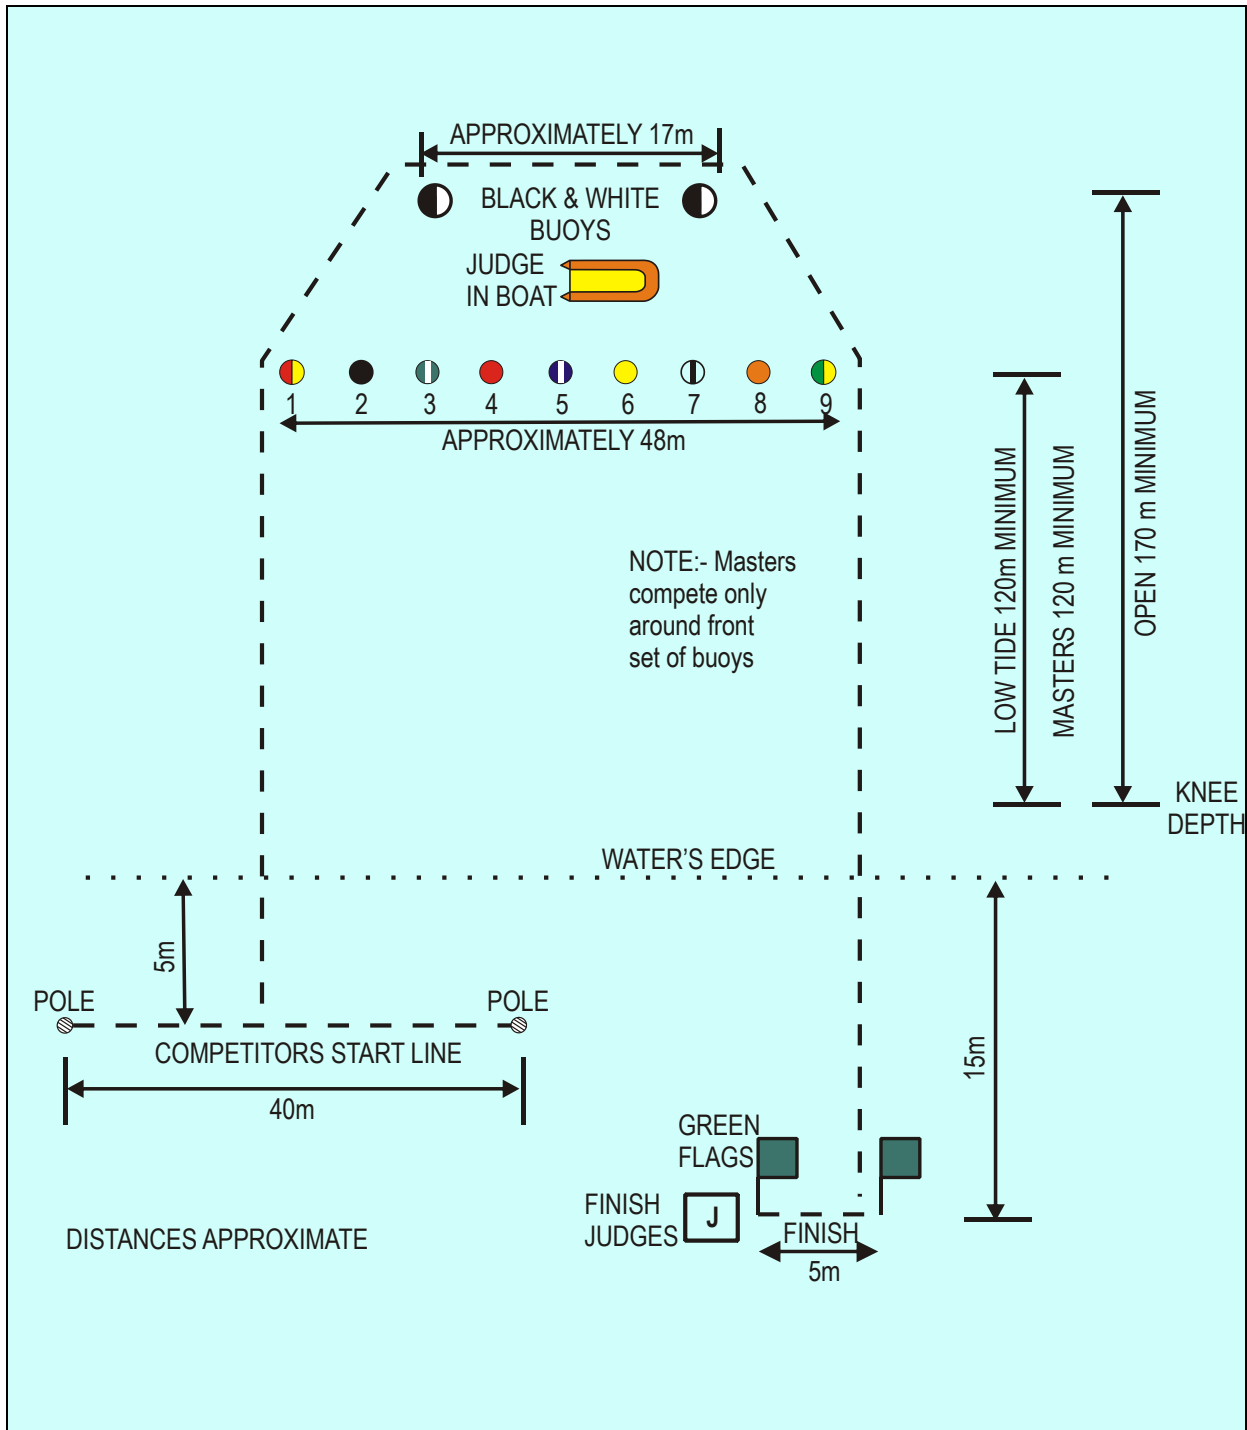 APPROXIMATELY 17m
BLACK & WHITE
BUOYS
JUDGE
IN BOAT
1 2 3 4 5 6 7 8 9
APPROXIMATELY 48m
NOTE:- Masters
compete only
around front
set of buoys
LOW TIDE 120m MINIMUM
MASTERS 120 m MINIMUM
OPEN 170 m MINIMUM
KNEE
DEPTH
WATER'S EDGE
5m
POLE
POLE
COMPETITORS START LINE
40m
15m
GREEN
FLAGS
FINISH
JUDGES
J
FINISH
5m
DISTANCES APPROXIMATE